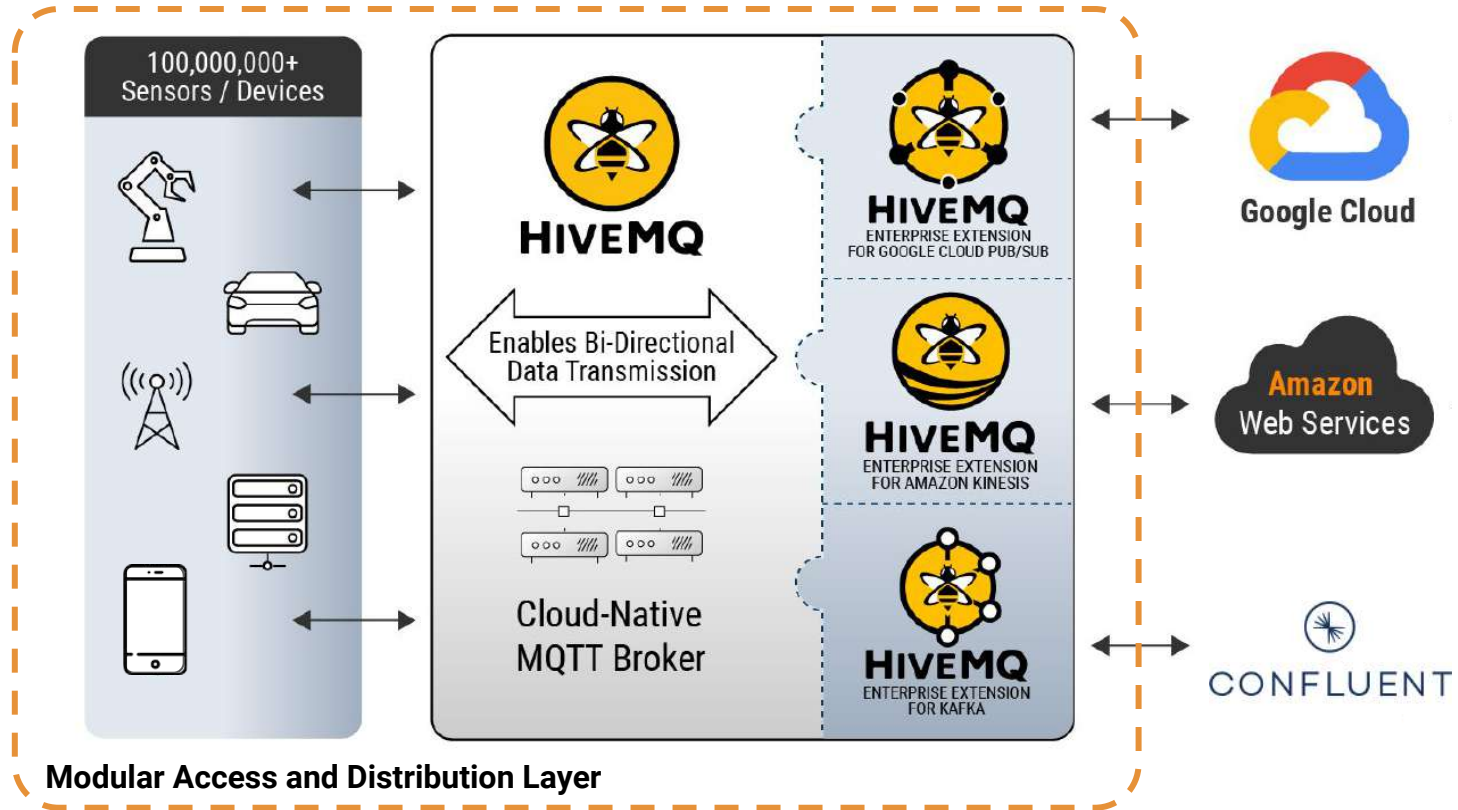 100,000,000+
Sensors / Devices
HIVEMQ
Enables Bi-Directional
Data Transmission
Cloud-Native
MQTT Broker
HIVEMQ
ENTERPRISE EXTENSION
FOR GOOGLE CLOUD PUB/SUB
HIVEMQ
ENTERPRISE EXTENSION
FOR AMAZON KINESIS
HIVEMQ
ENTERPRISE EXTENSION
FOR KAFKA
Google Cloud
Amazon
Web Services
CONFLUENT
Modular Access and Distribution Layer